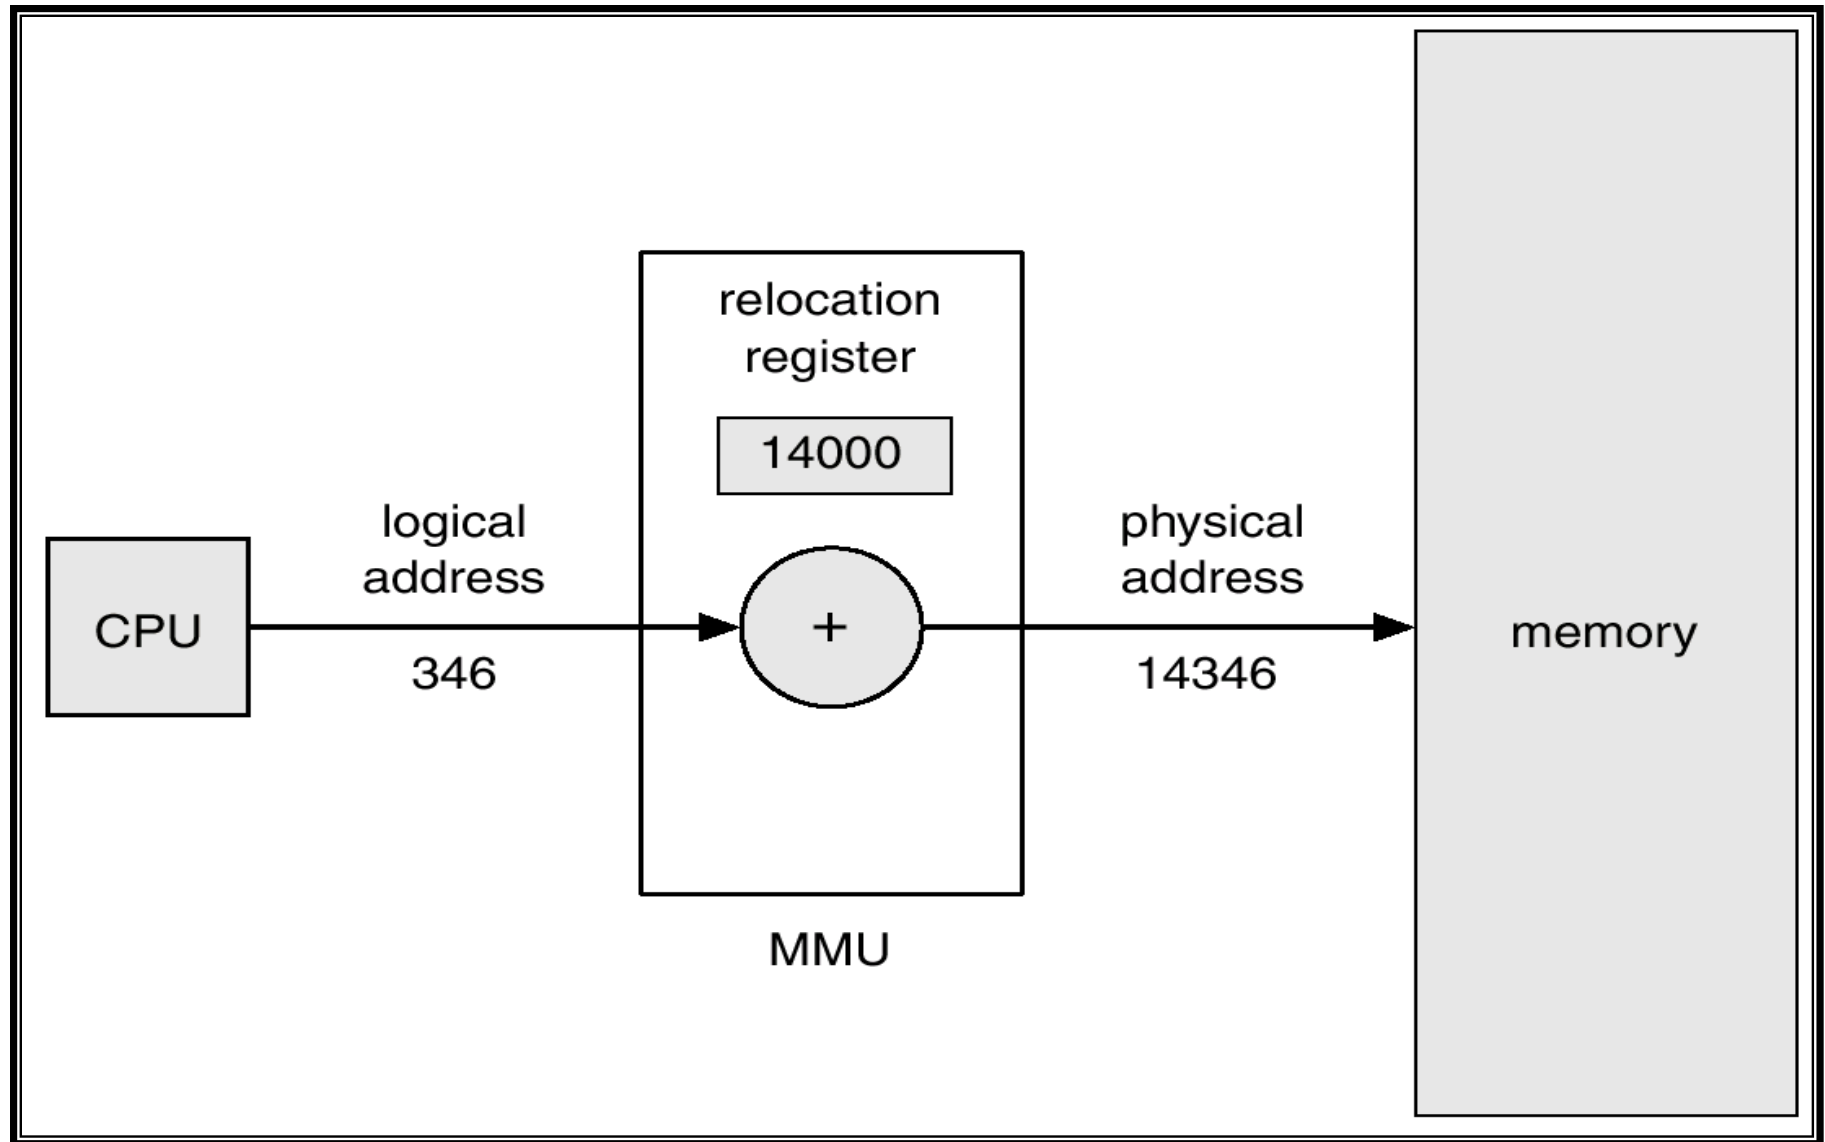 relocation
register
14000
logical
address
346
CPU
+
physical
address
14346
memory
MMU